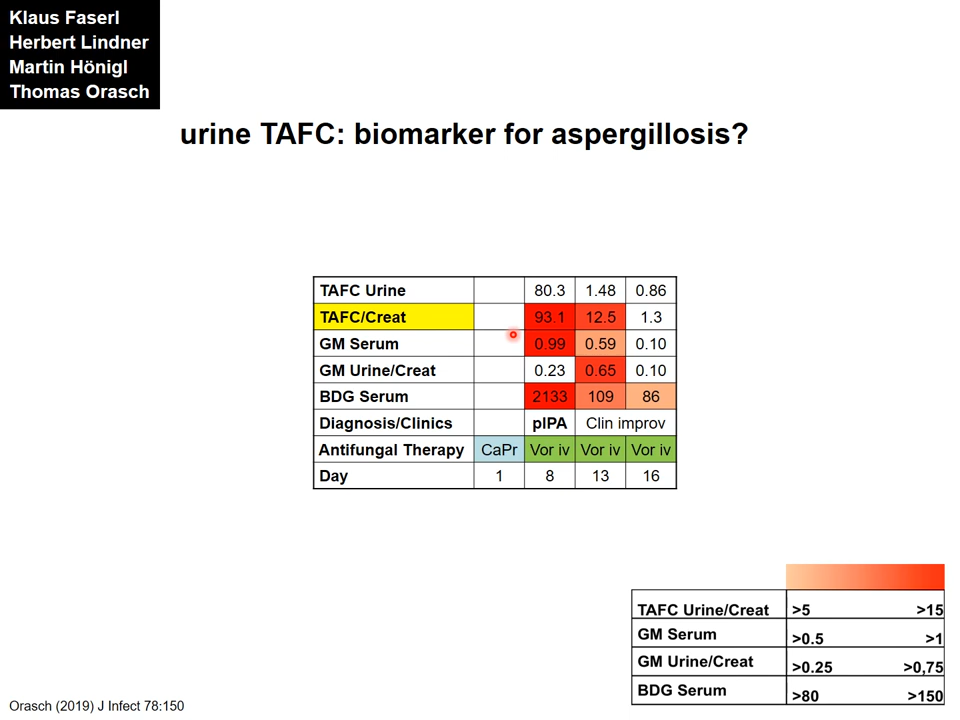 Klaus Faserl
Herbert Lindner
Martin Hönigl
Thomas Orasch
urine TAFC: biomarker for aspergillosis?
TAFC Urine 80.3 1.48 0.86
TAFC/Creat 93.1 12.5 1.3
GM Serum 0.99 0.59 0.10
GM Urine/Creat 0.23 0.65 0.10
BDG Serum 2133 109 86
Diagnosis/Clinics pIPA Clin improv
Antifungal Therapy CaPr Vor iv Vor iv Vor iv
Day 1 8 13 16
TAFC Urine/Creat >5 >15
GM Serum >0.5 >1
GM Urine/Creat >0.25 >0,75
BDG Serum >80 >150
Orasch (2019) J Infect 78:150